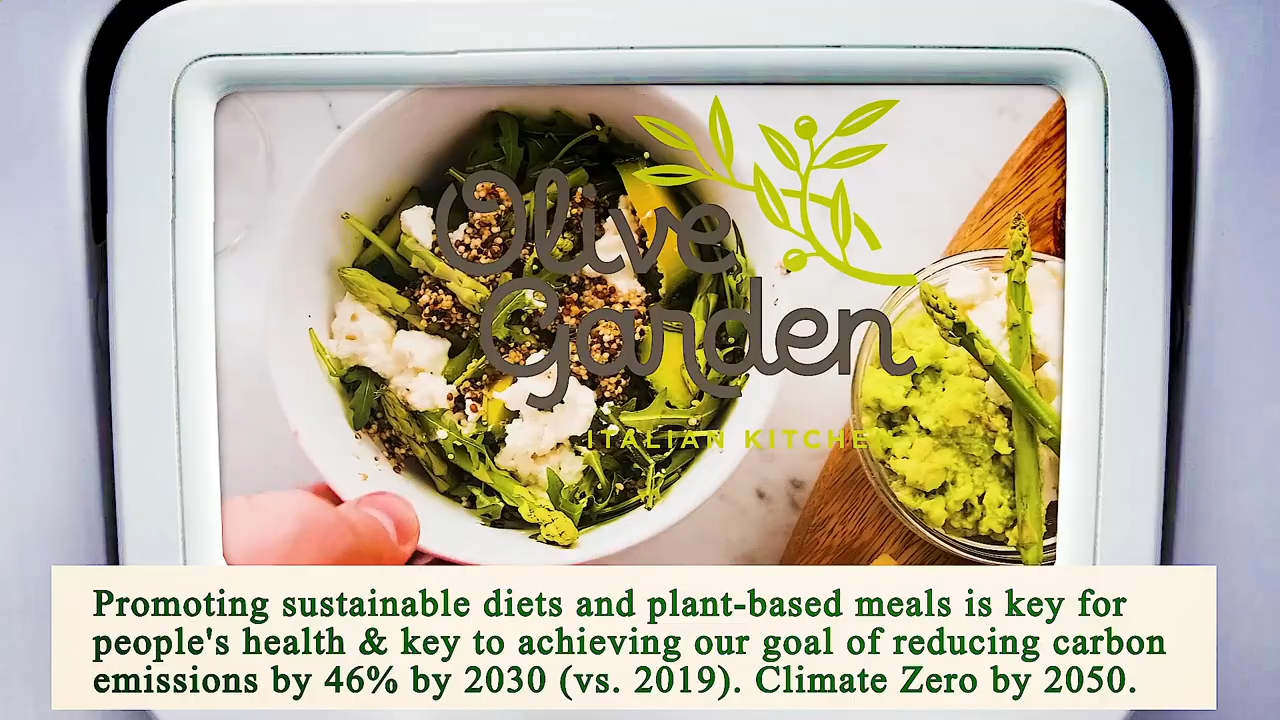 Olive
Garden
ITALIAN KITCHEN
Promoting sustainable diets and plant-based meals is key for
people's health & key to achieving our goal of reducing carbon
emissions by 46% by 2030 (vs. 2019). Climate Zero by 2050.